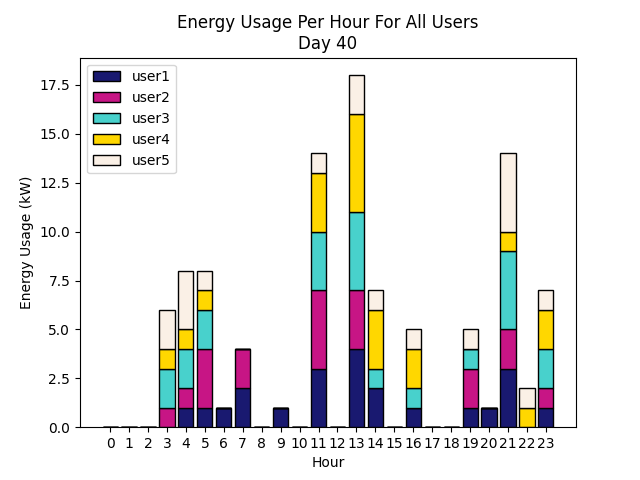 Energy Usage Per Hour For All Users
Day 40
user1
user2
user3
user4
user5
Energy Usage (kW)
17.5
15.0
12.5
10.0
7.5
5.0
2.5
0.0
0 1 2 3 4 5 6 7 8 9 10 11 12 13 14 15 16 17 18 19 20 21 22 23
Hour